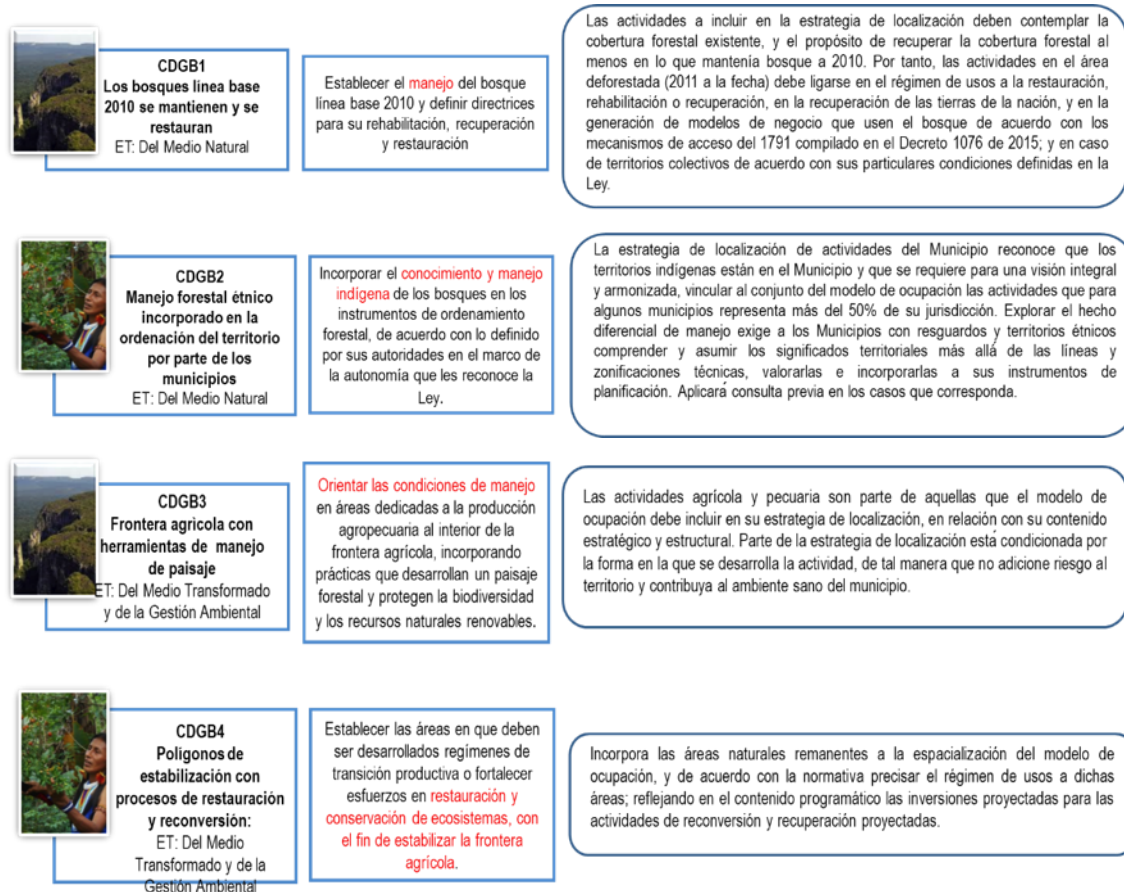 CDGB1
Los bosques línea base
2010 se mantienen y se
restauran
ET: Del Medio Natural
Establecer el manejo del bosque
línea base 2010 y definir directrices
para su rehabilitación, recuperación
y restauración
Las actividades a incluir en la estrategia de localización deben contemplar la
cobertura forestal existente, y el propósito de recuperar la cobertura forestal al
menos en lo que mantenía bosque a 2010. Por tanto, las actividades en el área
deforestada (2011 a la fecha) debe ligarse en el régimen de usos a la restauración,
rehabilitación o recuperación, en la recuperación de las tierras de la nación, y en la
generación de modelos de negocio que usen el bosque de acuerdo con los
mecanismos de acceso del 1791 compilado en el Decreto 1076 de 2015; y en caso
de territorios colectivos de acuerdo con sus particulares condiciones definidas en la
Ley.
CDGB2
Manejo forestal étnico
incorporado en la
ordenación del territorio
por parte de los
municipios
ET: Del Medio Natural
Incorporar el conocimiento y manejo
indígena de los bosques en los
instrumentos de ordenamiento
forestal, de acuerdo con lo definido
por sus autoridades en el marco de
la autonomía que les reconoce la
Ley.
La estrategia de localización de actividades del Municipio reconoce que los
territorios indígenas están en el Municipio y que se requiere para una visión integral
y armonizada, vincular al conjunto del modelo de ocupación las actividades que para
algunos municipios representa más del 50% de su jurisdicción. Explorar el hecho
diferencial de manejo exige a los Municipios con resguardos y territorios étnicos
comprender y asumir los significados territoriales más allá de las líneas y
zonificaciones técnicas, valorarlas e incorporarlas a sus instrumentos de
planificación. Aplicará consulta previa en los casos que corresponda.
CDGB3
Frontera agrícola con
herramientas de manejo
de paisaje
ET: Del Medio Transformado
y de la Gestión Ambiental
Orientar las condiciones de manejo
en áreas dedicadas a la producción
agropecuaria al interior de la
frontera agrícola, incorporando
prácticas que desarrollan un paisaje
forestal y protegen la biodiversidad
y los recursos naturales renovables.
Las actividades agrícola y pecuaria son parte de aquellas que el modelo de
ocupación debe incluir en su estrategia de localización, en relación con su contenido
estratégico y estructural. Parte de la estrategia de localización está condicionada por
la forma en la que se desarrolla la actividad, de tal manera que no adicione riesgo al
territorio y contribuya al ambiente sano del municipio.
CDGB4
Polígonos de
estabilización con
procesos de restauración
y reconversión:
ET: Del Medio
Transformado y de la
Gestión Ambiental
Establecer las áreas en que deben
ser desarrollados regímenes de
transición productiva o fortalecer
esfuerzos en restauración y
conservación de ecosistemas, con
el fin de estabilizar la frontera
agrícola.
Incorpora las áreas naturales remanentes a la espacialización del modelo de
ocupación, y de acuerdo con la normativa precisar el régimen de usos a dichas
áreas; reflejando en el contenido programático las inversiones proyectadas para las
actividades de reconversión y recuperación proyectadas.